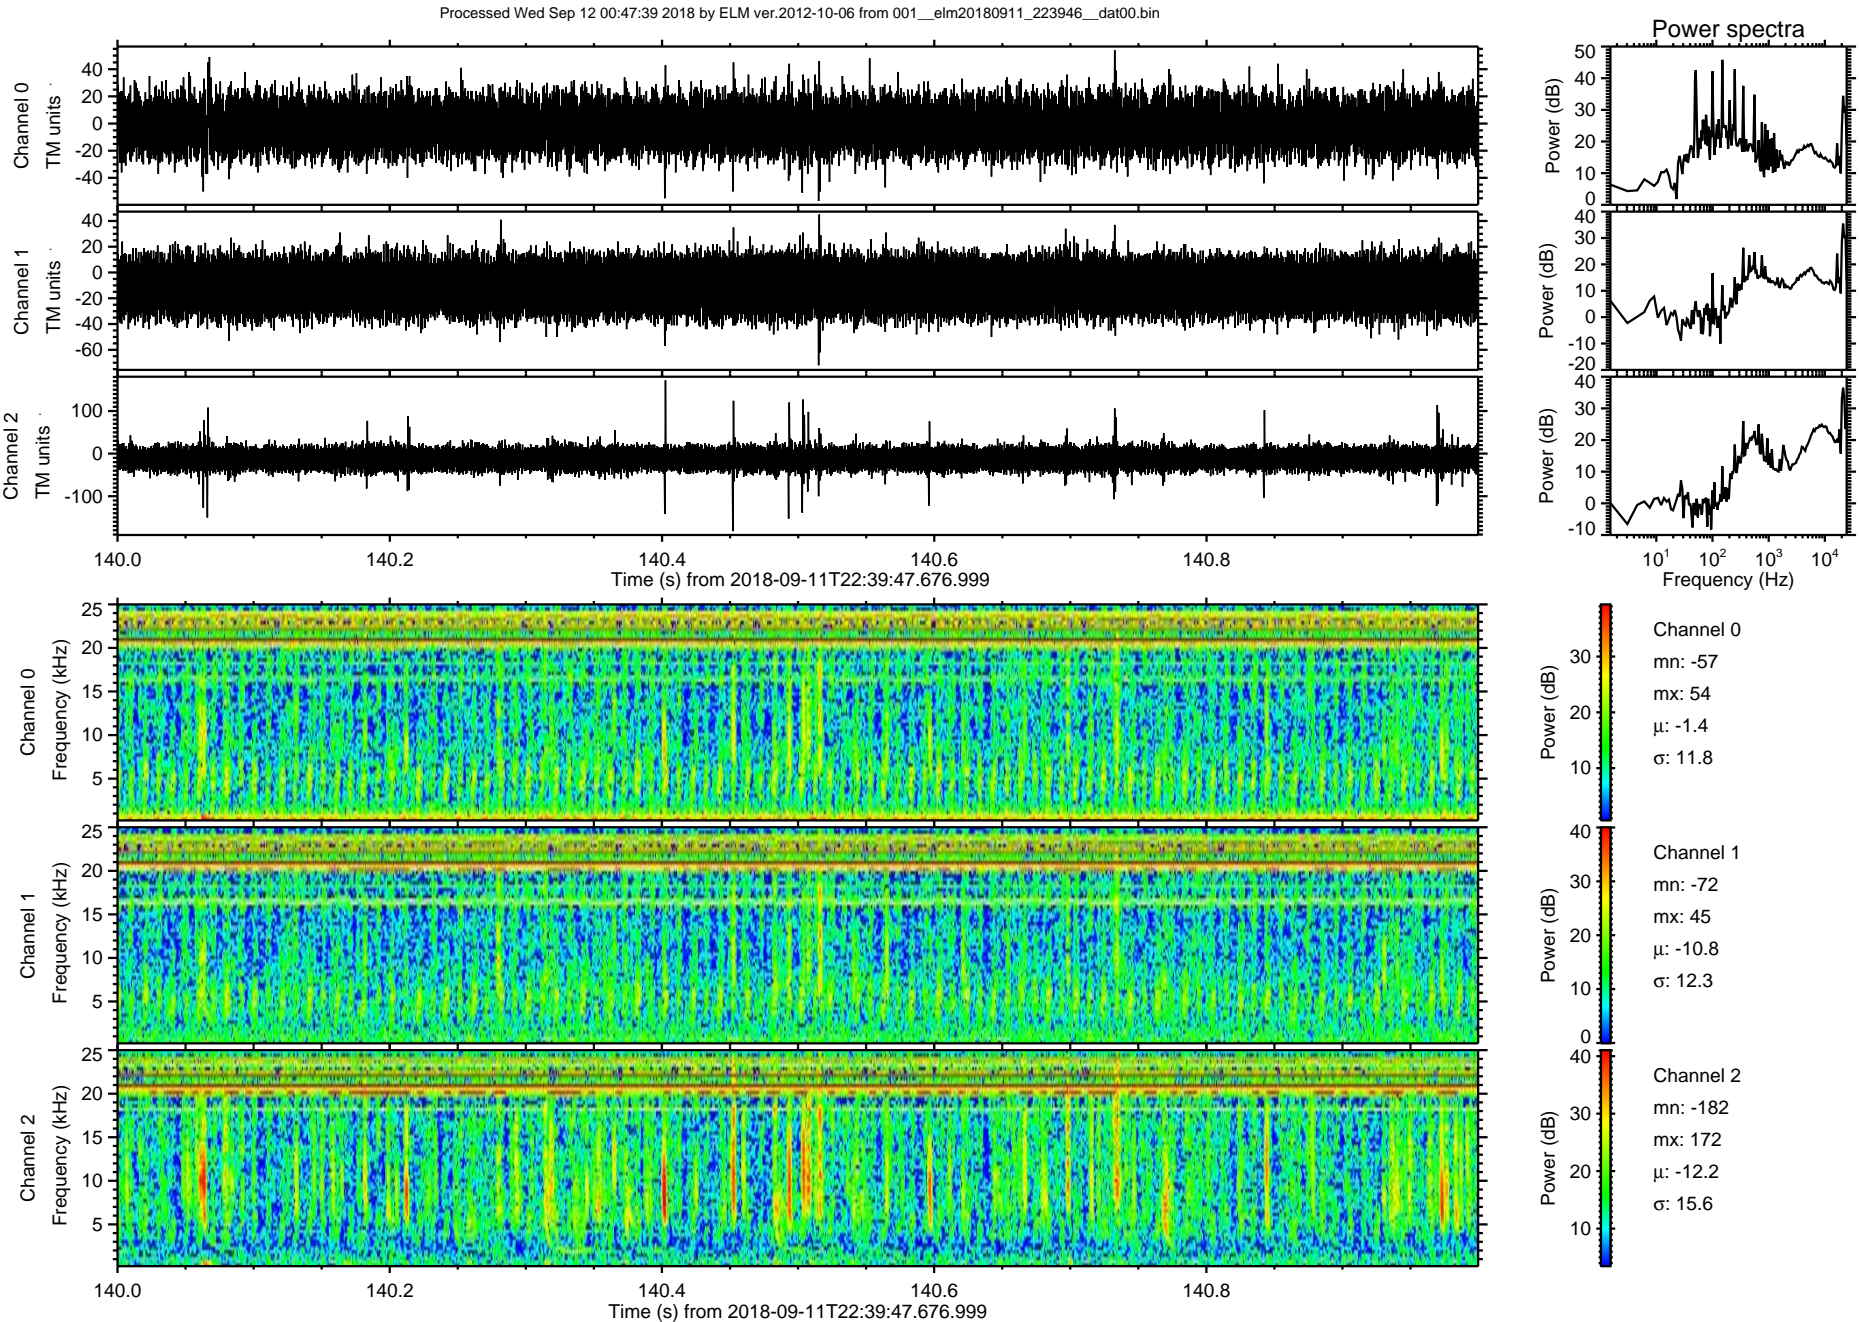 Processed Wed Sep 12 00:47:39 2018 by ELM ver.2012-10-06 from 001__elm20180911_223946__dat00.bin
Power spectra
Channel 0
TM units
40
20
0
-20
-40
Power (dB)
50
40
30
20
10
0
Channel 1
TM units
40
20
0
-20
-40
-60
Power (dB)
40
30
20
10
0
-10
-20
Channel 2
TM units
100
0
-100
Power (dB)
40
30
20
10
0
-10
140.0 140.2 140.4 140.6 140.8
Time (s) from 2018-09-11T22:39:47.676.999
10^1 10^2 10^3 10^4
Frequency (Hz)
Channel 0
Frequency (kHz)
25
20
15
10
5
Power (dB)
30
20
10
Channel 0
mn: -57
mx: 54
μ: -1.4
σ: 11.8
Channel 1
Frequency (kHz)
25
20
15
10
5
Power (dB)
40
30
20
10
0
Channel 1
mn: -72
mx: 45
μ: -10.8
σ: 12.3
Channel 2
Frequency (kHz)
25
20
15
10
5
Power (dB)
40
30
20
10
Channel 2
mn: -182
mx: 172
μ: -12.2
σ: 15.6
140.0 140.2 140.4 140.6 140.8
Time (s) from 2018-09-11T22:39:47.676.999